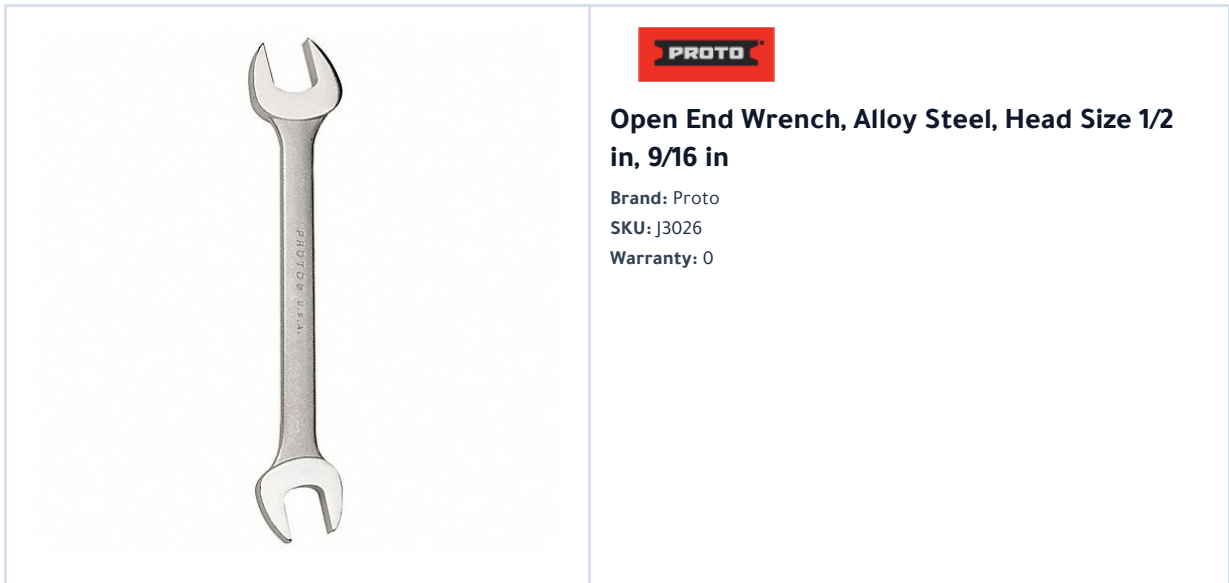 PROTO® U.S.A.
PROTO
Open End Wrench, Alloy Steel, Head Size 1/2
in, 9/16 in
Brand: Proto
SKU: J3026
Warranty: 0